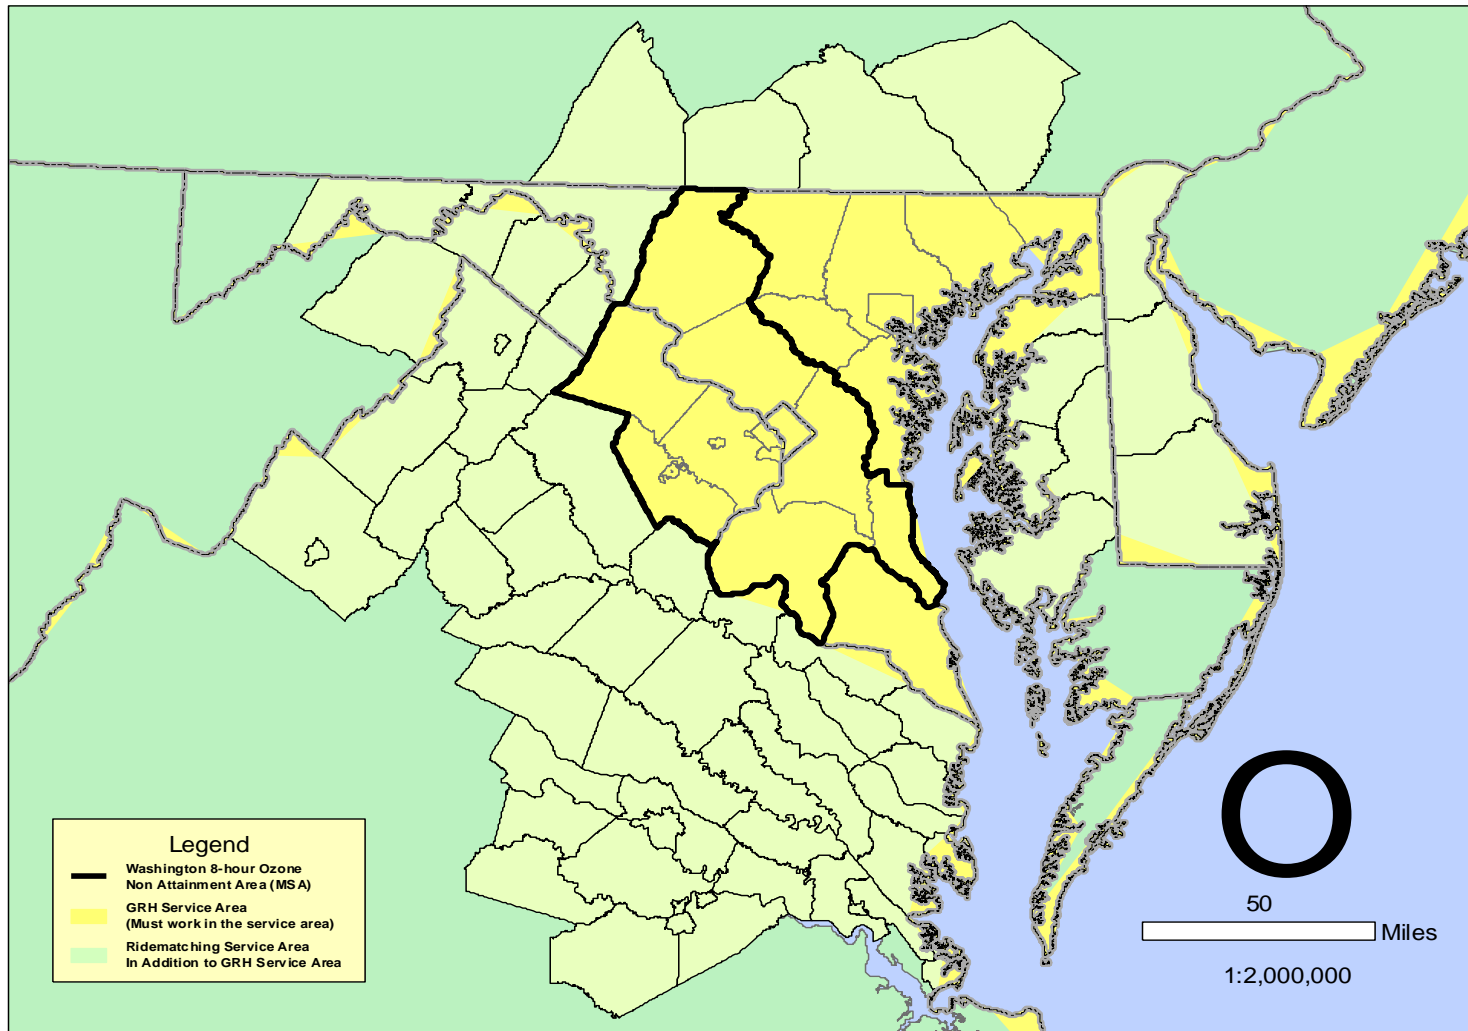 O
50
Miles
1:2,000,000
Legend
Washington 8-hour Ozone
Non Attainment Area (MSA)
GRH Service Area
(Must work in the service area)
Ridematching Service Area
In Addition to GRH Service Area